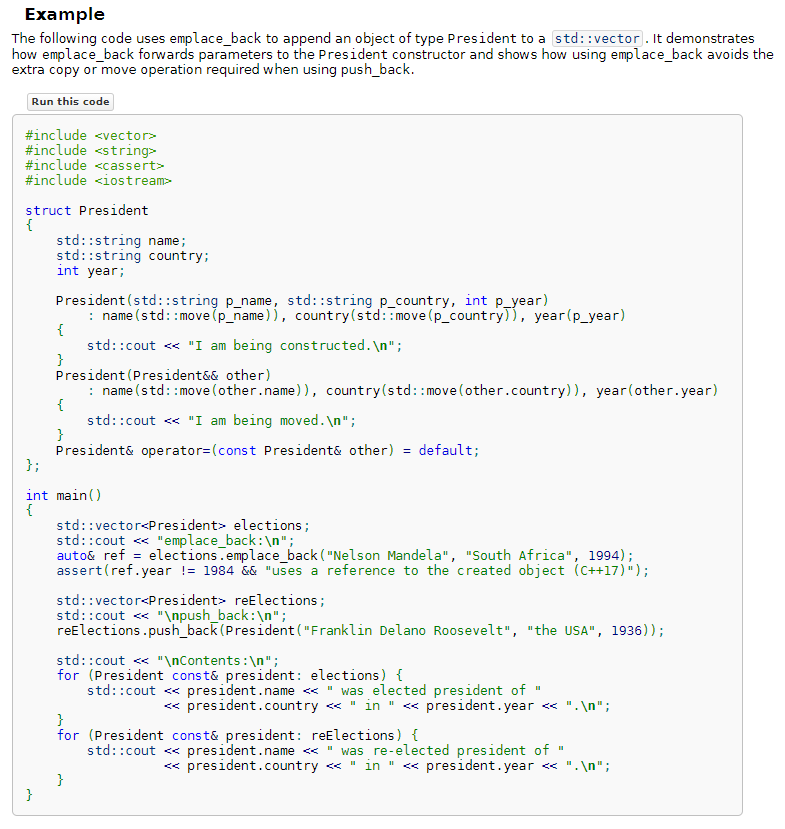 Example
The following code uses emplace_back to append an object of type President to a std::vector. It demonstrates
how emplace_back forwards parameters to the President constructor and shows how using emplace_back avoids the
extra copy or move operation required when using push_back.
Run this code
#include <vector>
#include <string>
#include <cassert>
#include <iostream>

struct President
{
    std::string name;
    std::string country;
    int year;

    President(std::string p_name, std::string p_country, int p_year)
        : name(std::move(p_name)), country(std::move(p_country)), year(p_year)
    {
        std::cout << "I am being constructed.\n";
    }
    President(President&& other)
        : name(std::move(other.name)), country(std::move(other.country)), year(other.year)
    {
        std::cout << "I am being moved.\n";
    }
    President& operator=(const President& other) = default;
};

int main()
{
    std::vector<President> elections;
    std::cout << "emplace_back:\n";
    auto& ref = elections.emplace_back("Nelson Mandela", "South Africa", 1994);
    assert(ref.year != 1984 && "uses a reference to the created object (C++17)");

    std::vector<President> reElections;
    std::cout << "\npush_back:\n";
    reElections.push_back(President("Franklin Delano Roosevelt", "the USA", 1936));

    std::cout << "\nContents:\n";
    for (President const& president: elections) {
        std::cout << president.name << " was elected president of "
                  << president.country << " in " << president.year << ".\n";
    }
    for (President const& president: reElections) {
        std::cout << president.name << " was re-elected president of "
                  << president.country << " in " << president.year << ".\n";
    }
}